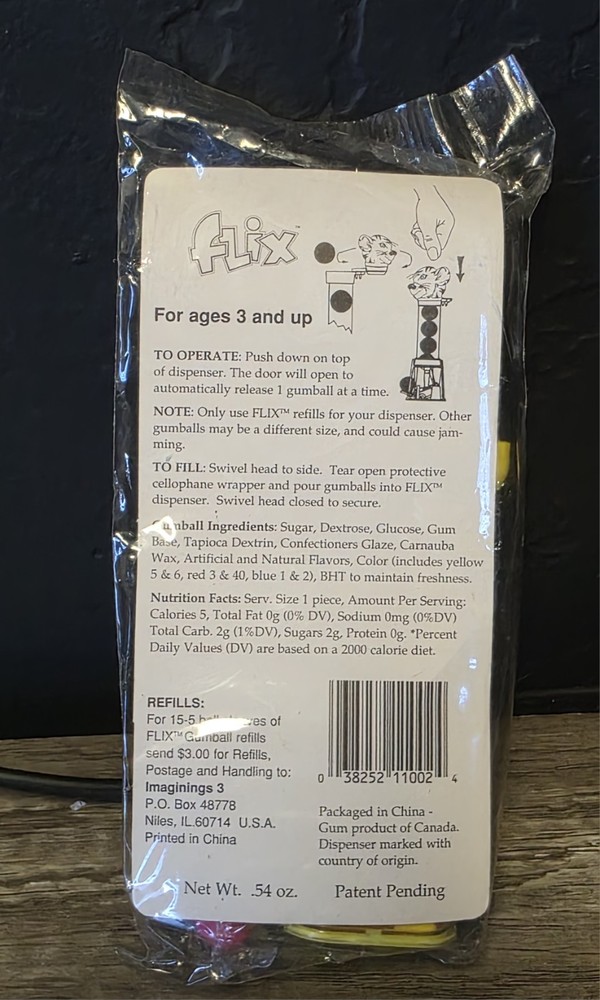 FLix™
For ages 3 and up
TO OPERATE: Push down on top
of dispenser. The door will open to
automatically release 1 gumball at a time.
NOTE: Only use FLIX™ refills for your dispenser. Other
gumballs may be a different size, and could cause jam-
ming.
TO FILL: Swivel head to side. Tear open protective
cellophane wrapper and pour gumballs into FLIX™
dispenser. Swivel head closed to secure.
Gumball Ingredients: Sugar, Dextrose, Glucose, Gum
Base, Tapioca Dextrin, Confectioners Glaze, Carnauba
Wax, Artificial and Natural Flavors, Color (includes yellow
5 & 6, red 3 & 40, blue 1 & 2), BHT to maintain freshness.
Nutrition Facts: Serv. Size 1 piece, Amount Per Serving:
Calories 5, Total Fat 0g (0% DV), Sodium 0mg (0%DV)
Total Carb. 2g (1%DV), Sugars 2g, Protein 0g. *Percent
Daily Values (DV) are based on a 2000 calorie diet.
REFILLS:
For 15-5 of
FLIX™ Gumball refills
send $3.00 for Refills,
Postage and Handling to:
Imaginings 3
P.O. Box 48778
Niles, IL.60714 U.S.A.
Printed in China
0 38252 11002 4
Packaged in China -
Gum product of Canada.
Dispenser marked with
country of origin.
Net Wt. .54 oz.
Patent Pending